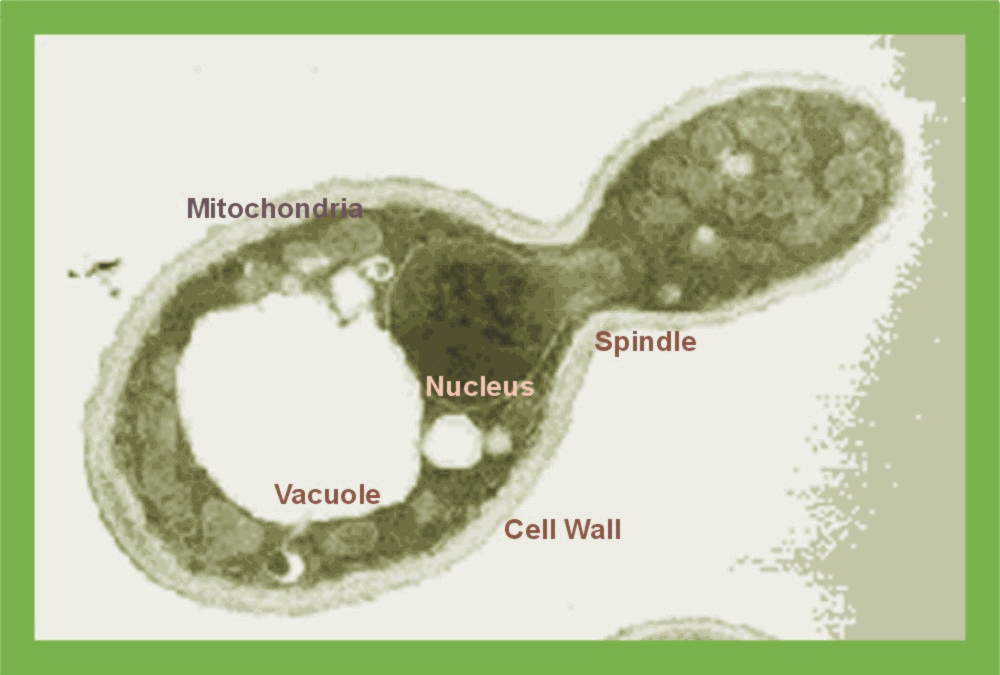 Mitochondria
Spindle
Nucleus
Vacuole
Cell Wall